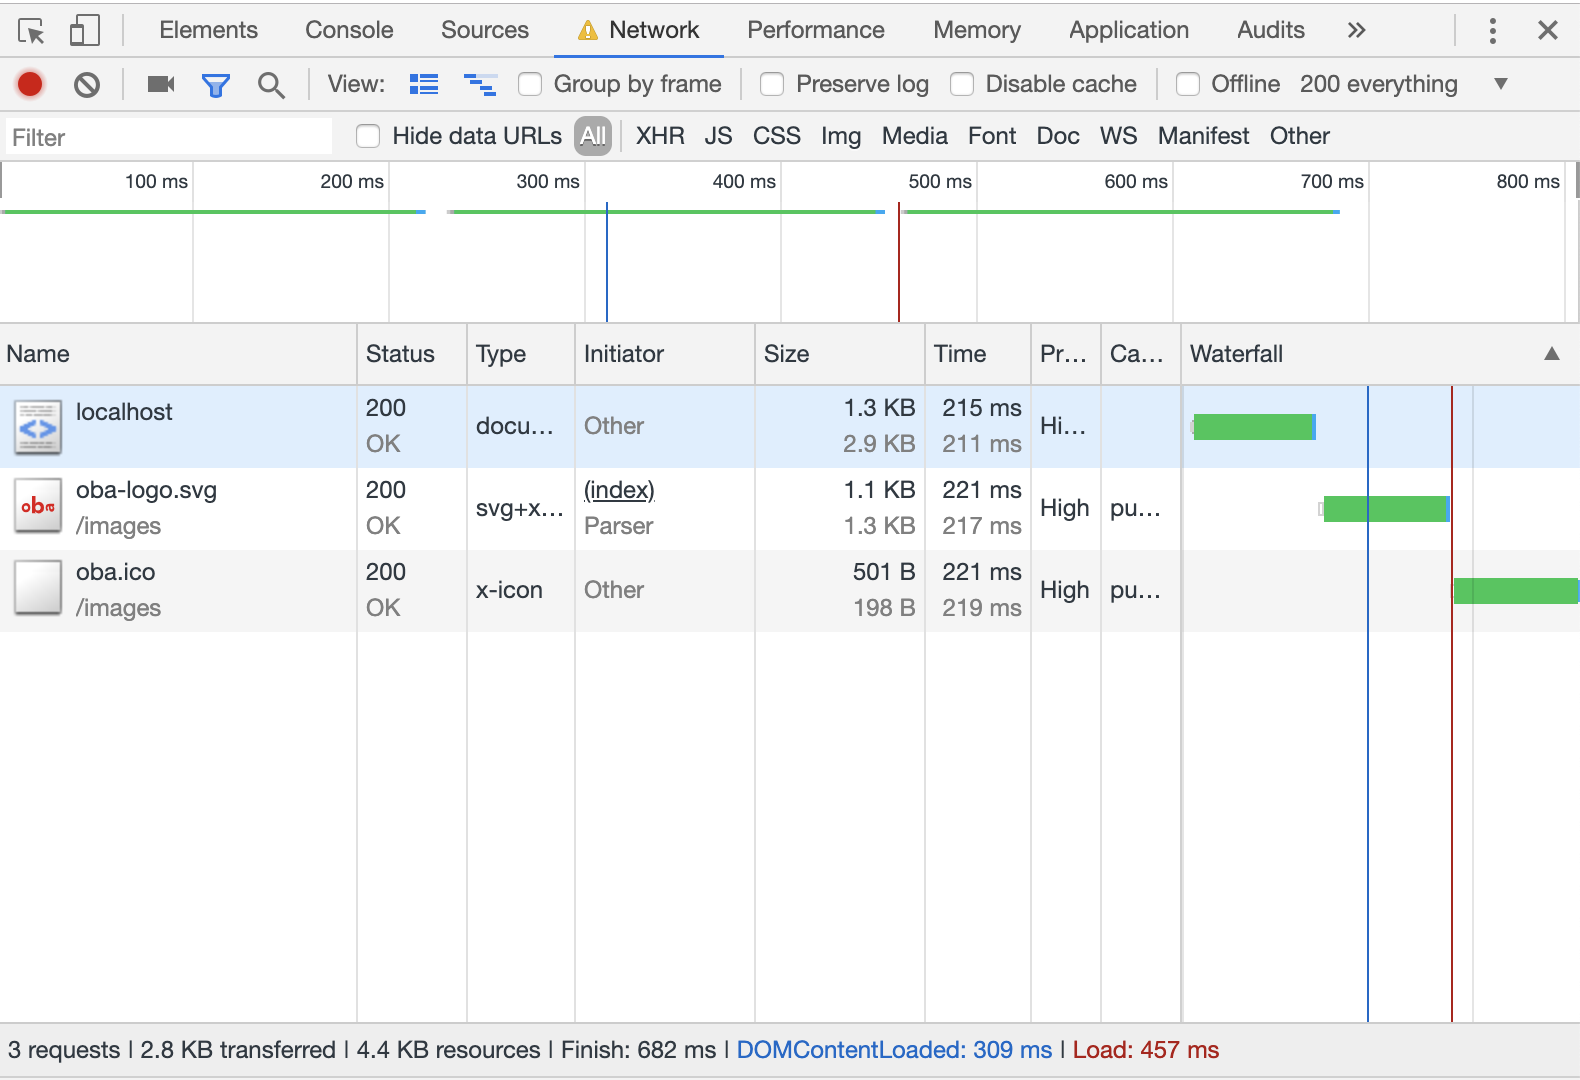 Elements Console Sources Network Performance Memory Application Audits »
View: Group by frame Preserve log Disable cache Offline 200 everything ▼
Filter Hide data URLs All XHR JS CSS Img Media Font Doc WS Manifest Other
100 ms 200 ms 300 ms 400 ms 500 ms 600 ms 700 ms 800 ms
Name Status Type Initiator Size Time Pr... Ca... Waterfall ▲
localhost 200 docu... Other 1.3 KB 215 ms Hi...
OK 2.9 KB 211 ms
oba oba-logo.svg 200 svg+x... (index) 1.1 KB 221 ms High pu...
/images OK Parser 1.3 KB 217 ms
oba.ico 200 x-icon Other 501 B 221 ms High pu...
/images OK 198 B 219 ms
3 requests | 2.8 KB transferred | 4.4 KB resources | Finish: 682 ms | DOMContentLoaded: 309 ms | Load: 457 ms